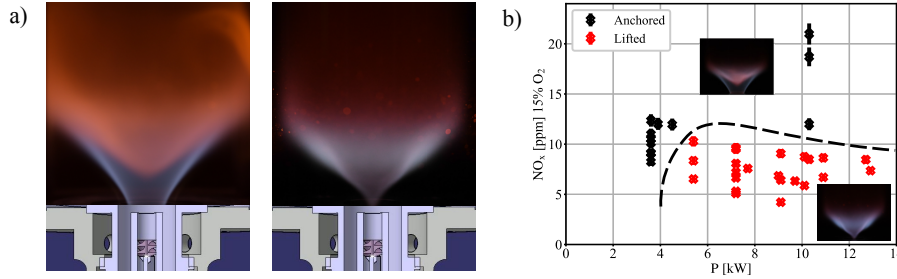 a)
b)
Anchored
Lifted
NOₓ [ppm] 15% O₂
20
15
10
5
0
0
2
4
6
8
10
12
14
P [kW]